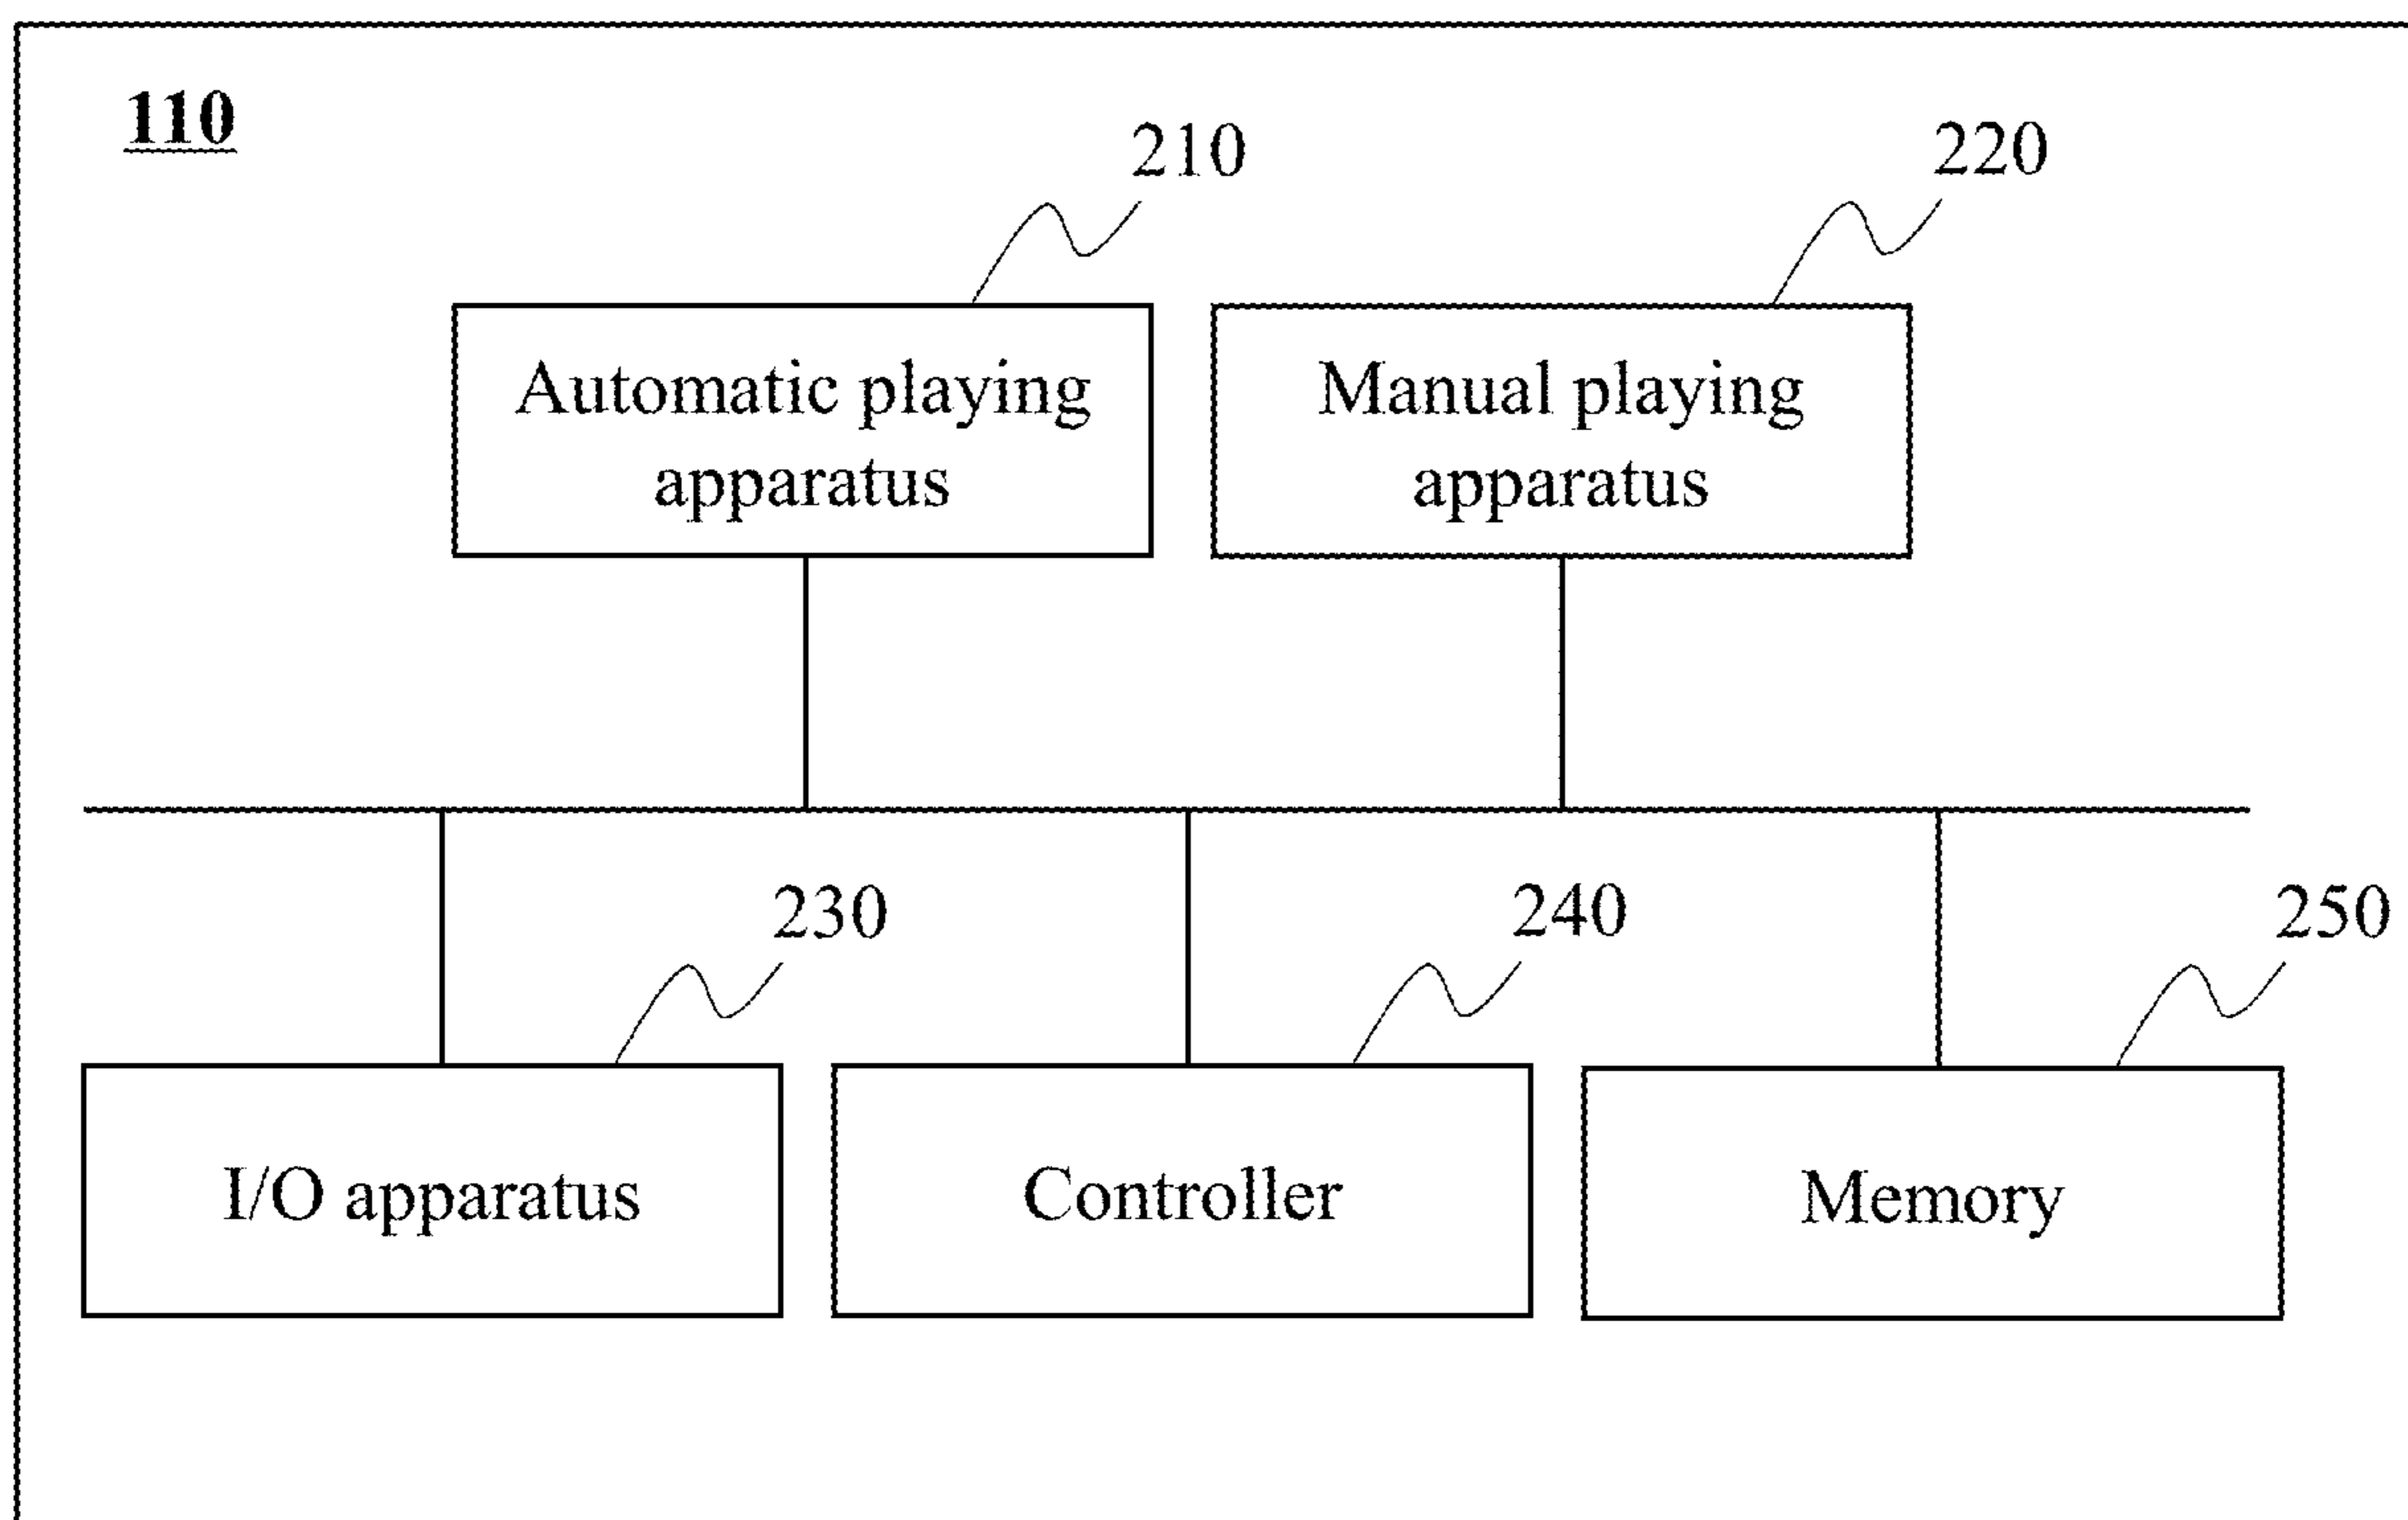 110
210
220
Automatic playing
apparatus
Manual playing
apparatus
230
240
250
I/O apparatus
Controller
Memory